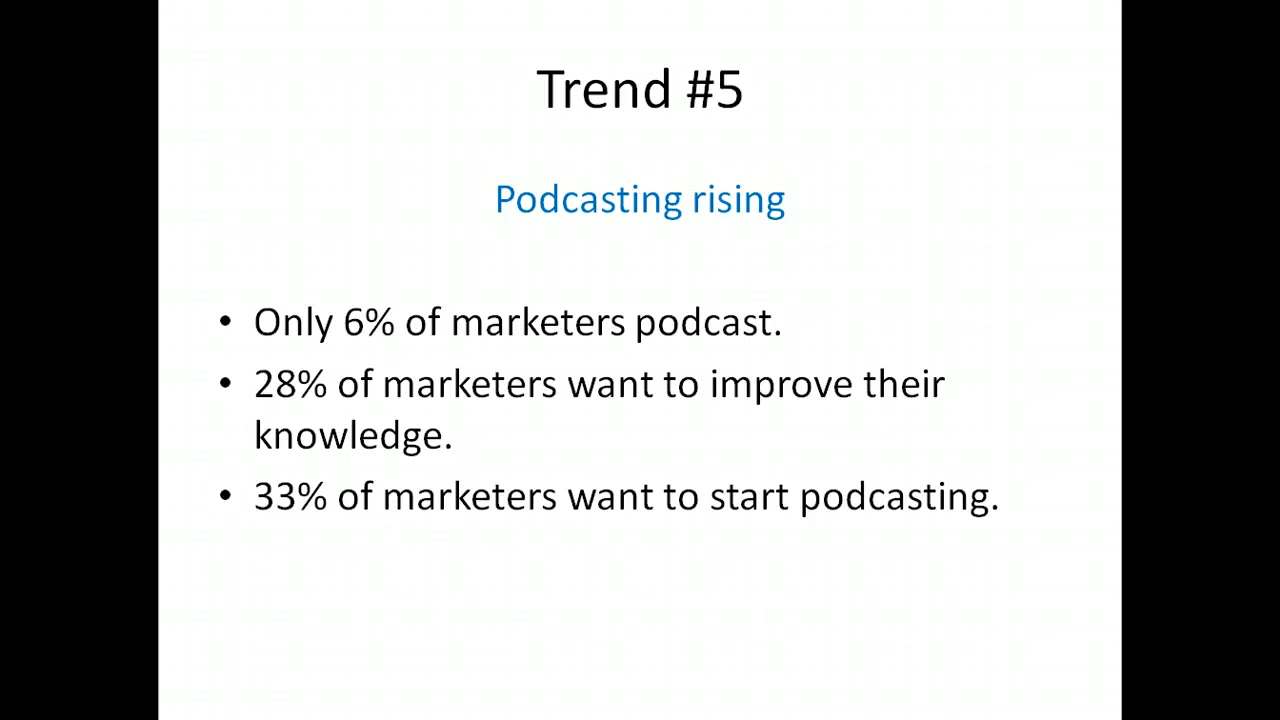 Trend #5
Podcasting rising
• Only 6% of marketers podcast.
• 28% of marketers want to improve their
knowledge.
• 33% of marketers want to start podcasting.